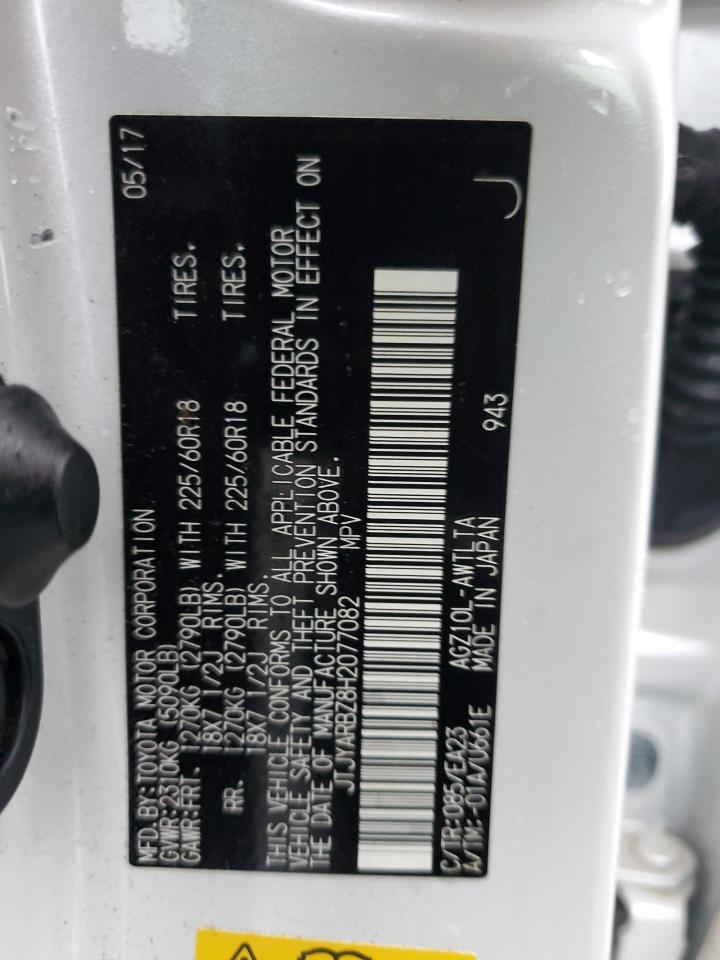 MFD. BY: TOYOTA MOTOR CORPORATION 05/17
GVWR: 2310KG (5090LB)
GAWR: FRT. 1270KG (2790LB) WITH 225/60R18 TIRES.
18X7 1/2J RIMS.
RR. 1270KG (2790LB) WITH 225/60R18 TIRES.
18X7 1/2J RIMS.
THIS VEHICLE CONFORMS TO ALL APPLICABLE FEDERAL MOTOR
VEHICLE SAFETY AND THEFT PREVENTION STANDARDS IN EFFECT ON
THE DATE OF MANUFACTURE SHOWN ABOVE.
JTJYARBZ8H2077082 MPV
C/TR: 085/EA23 AGZ10L-AWTLTA 943
A/TM: -01A/U661E MADE IN JAPAN
J